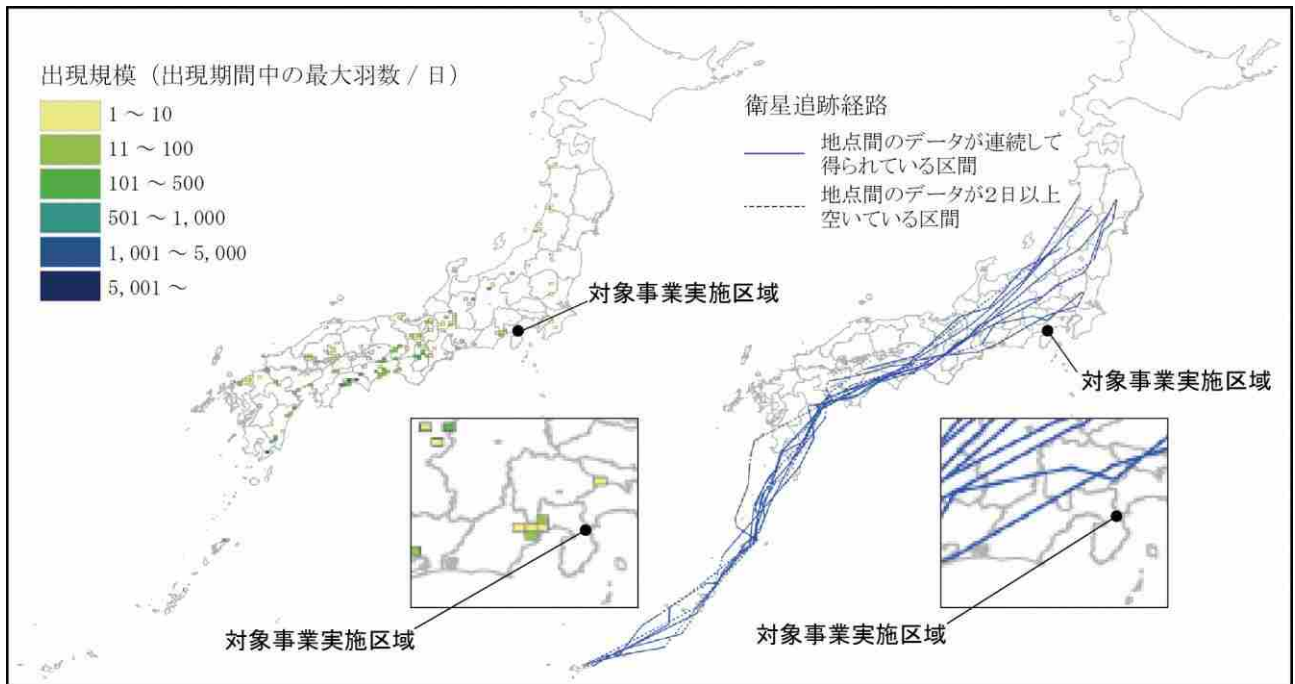 出現規模（出現期間中の最大羽数 / 日）
1 ～ 10
11 ～ 100
101 ～ 500
501 ～ 1,000
1,001 ～ 5,000
5,001 ～
対象事業実施区域
対象事業実施区域
衛星追跡経路
地点間のデータが連続して
得られている区間
地点間のデータが2日以上
空いている区間
対象事業実施区域
対象事業実施区域